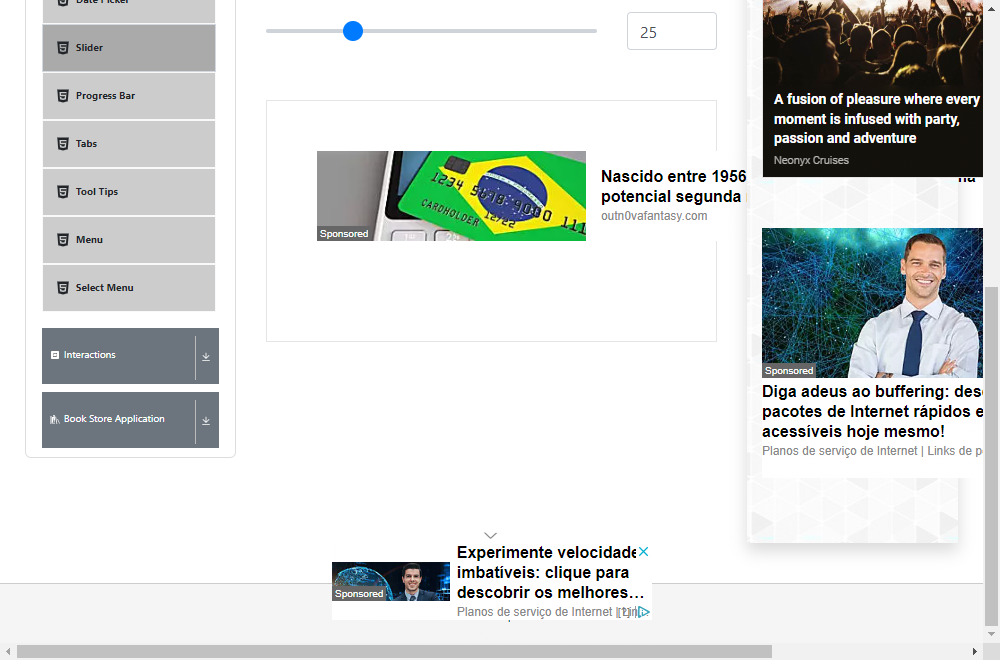 Date Picker
Slider
Progress Bar
Tabs
Tool Tips
Menu
Select Menu
Interactions
Book Store Application
25
1234 5678 9000 111
CARDHOLDER 12/22
Sponsored
Nascido entre 1956
potencial segunda
outn0vafantasy.com
A fusion of pleasure where every
moment is infused with party,
passion and adventure
Neonyx Cruises
na
Sponsored
Diga adeus ao buffering: des
pacotes de Internet rápidos e
acessíveis hoje mesmo!
Planos de serviço de Internet | Links de p
Experimente velocidade
imbatíveis: clique para
descobrir os melhores…
Sponsored
Planos de serviço de Internet |